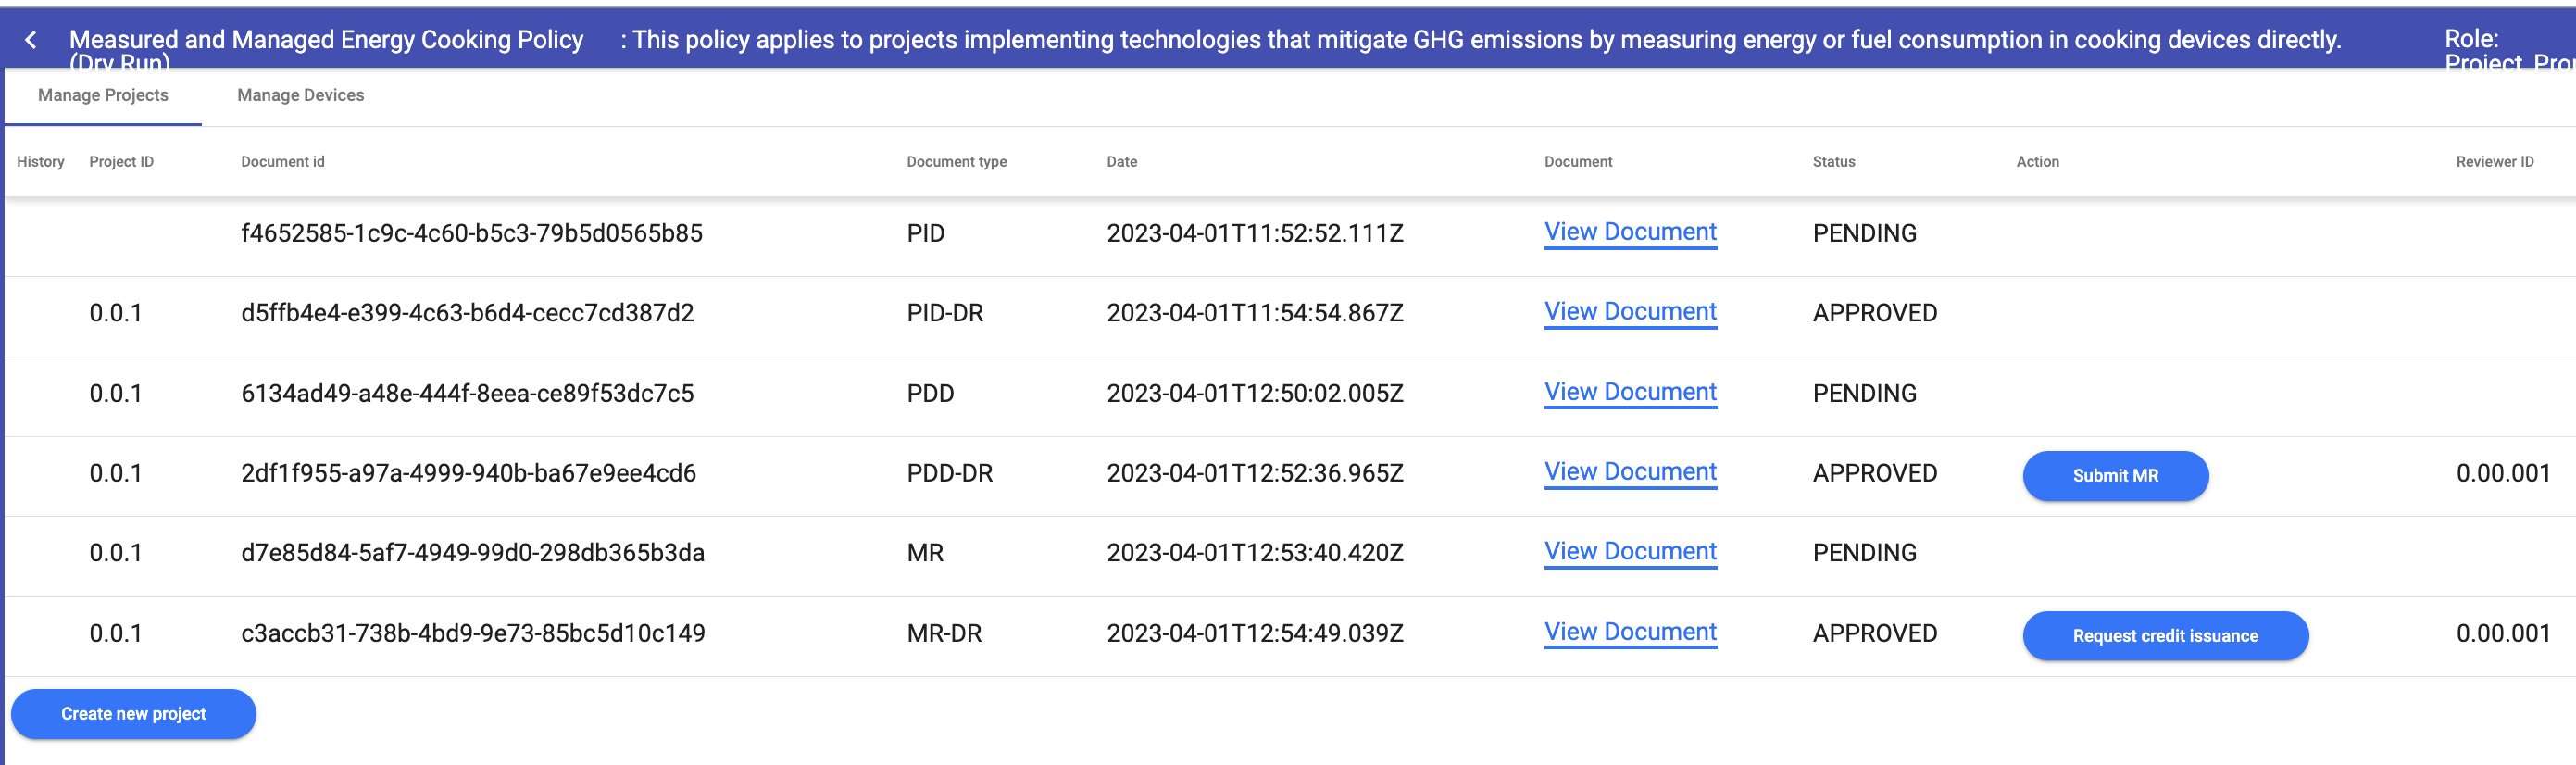 Measured and Managed Energy Cooking Policy : This policy applies to projects implementing technologies that mitigate GHG emissions by measuring energy or fuel consumption in cooking devices directly. Role:
(Dry Run) Project
Manage Projects Manage Devices
History Project ID Document id Document type Date Document Status Action Reviewer ID
f4652585-1c9c-4c60-b5c3-79b5d0565b85 PID 2023-04-01T11:52:52.111Z View Document PENDING
0.0.1 d5ffb4e4-e399-4c63-b6d4-cecc7cd387d2 PID-DR 2023-04-01T11:54:54.867Z View Document APPROVED
0.0.1 6134ad49-a48e-444f-8eea-ce89f53dc7c5 PDD 2023-04-01T12:50:02.005Z View Document PENDING
0.0.1 2df1f955-a97a-4999-940b-ba67e9ee4cd6 PDD-DR 2023-04-01T12:52:36.965Z View Document APPROVED Submit MR 0.00.001
0.0.1 d7e85d84-5af7-4949-99d0-298db365b3da MR 2023-04-01T12:53:40.420Z View Document PENDING
0.0.1 c3accb31-738b-4bd9-9e73-85bc5d10c149 MR-DR 2023-04-01T12:54:49.039Z View Document APPROVED Request credit issuance 0.00.001
Create new project